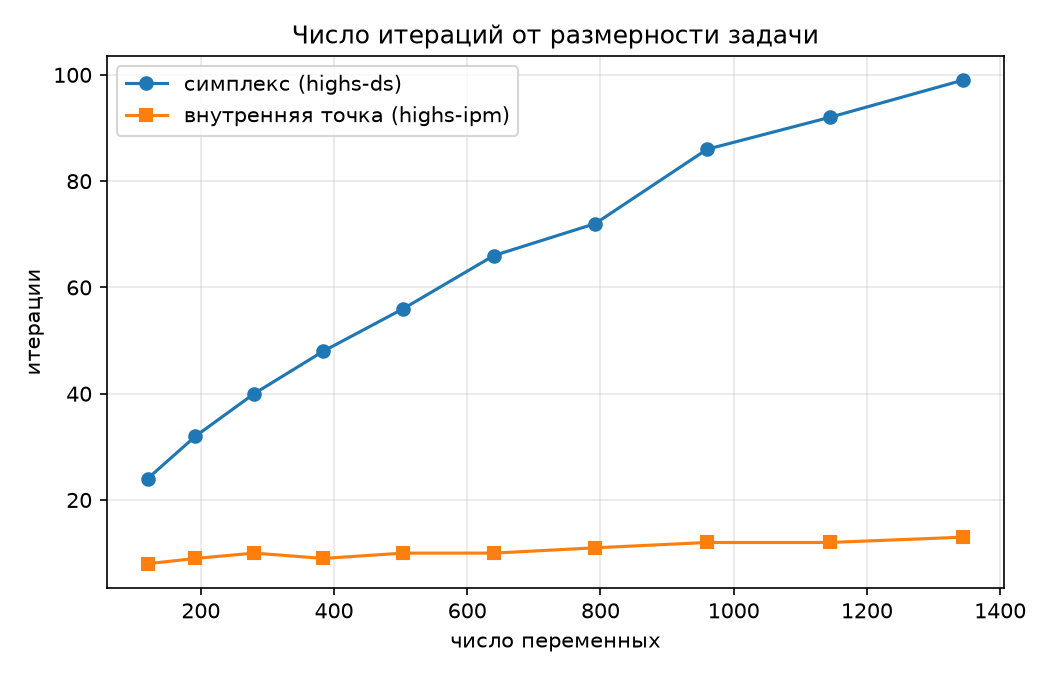 Число итераций от размерности задачи
симплекс (highs-ds)
внутренняя точка (highs-ipm)
итерации
100
80
60
40
20
200 400 600 800 1000 1200 1400
число переменных